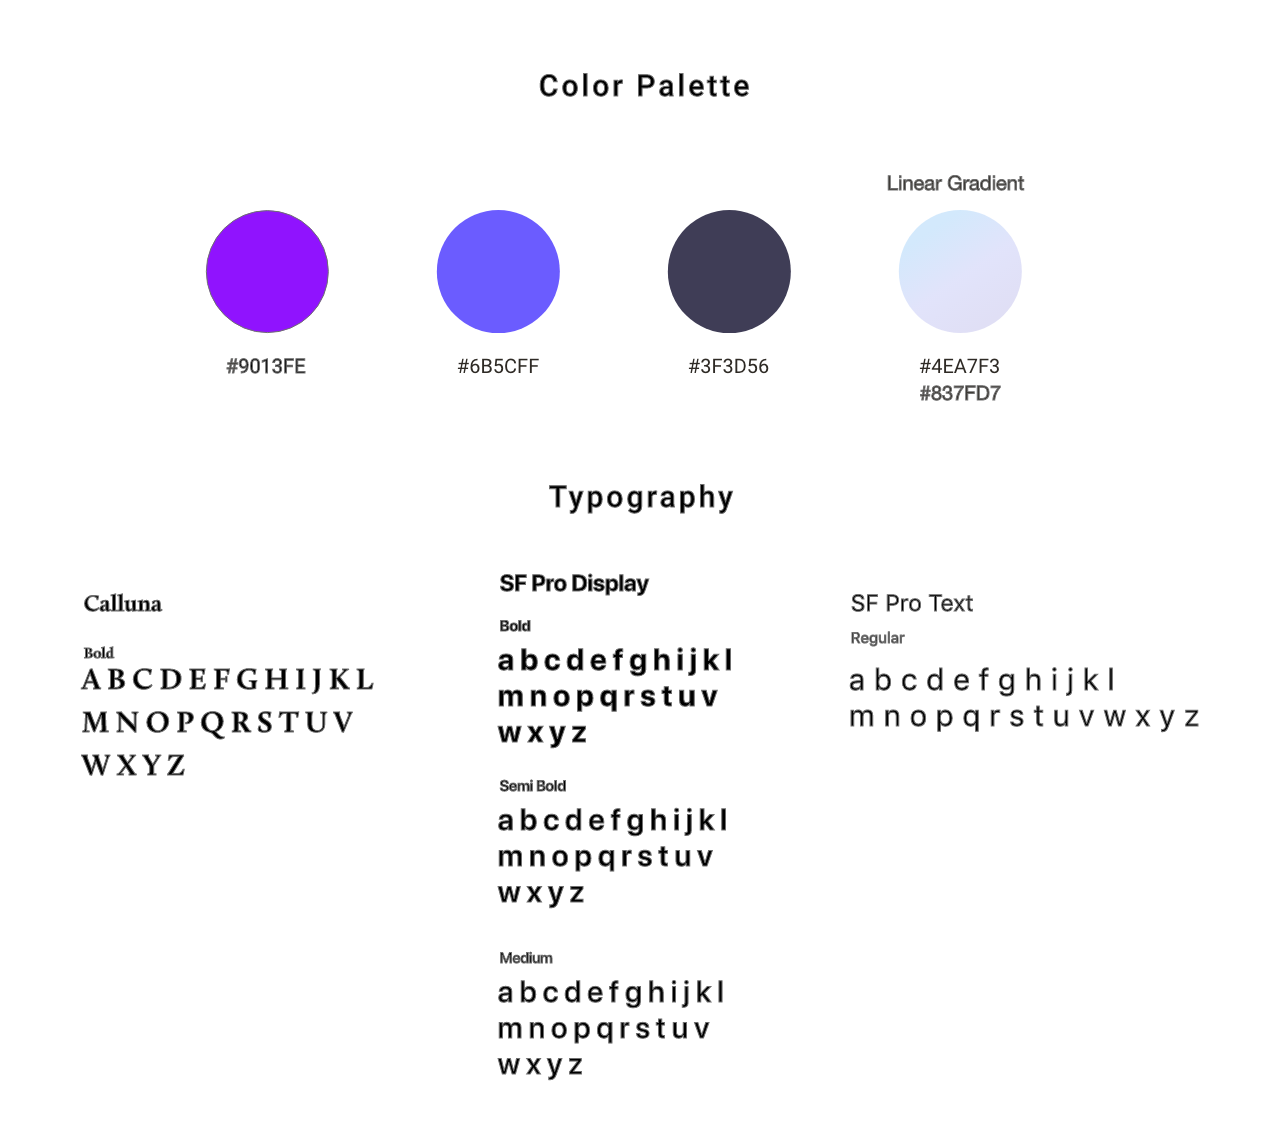 Color Palette
Linear Gradient
#9013FE
#6B5CFF
#3F3D56
#4EA7F3
#837FD7
Typography
Calluna
Bold
A B C D E F G H I J K L
M N O P Q R S T U V
W X Y Z
SF Pro Display
Bold
a b c d e f g h i j k l
m n o p q r s t u v
w x y z
Semi Bold
a b c d e f g h i j k l
m n o p q r s t u v
w x y z
Medium
a b c d e f g h i j k l
m n o p q r s t u v
w x y z
SF Pro Text
Regular
a b c d e f g h i j k l
m n o p q r s t u v w x y z